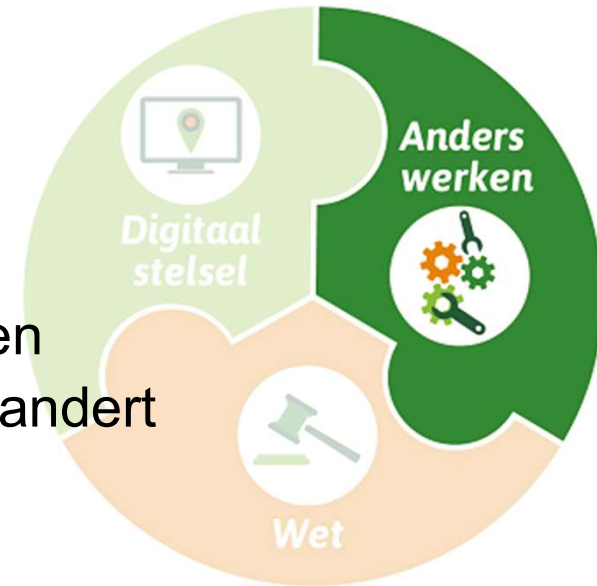 Anders
werken
Digitaal
stelsel
en
andert
Wet